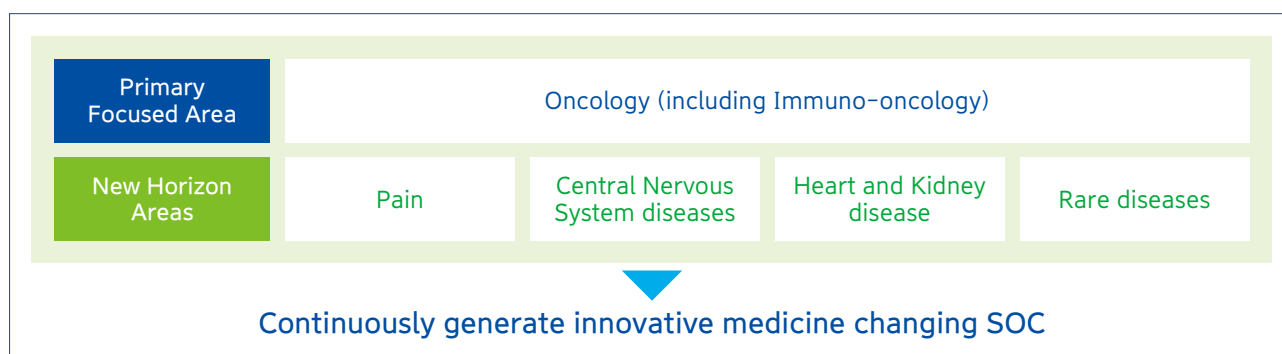 Primary
Focused Area
Oncology (including Immuno-oncology)
New Horizon
Areas
Pain
Central Nervous
System diseases
Heart and Kidney
disease
Rare diseases
Continuously generate innovative medicine changing SOC